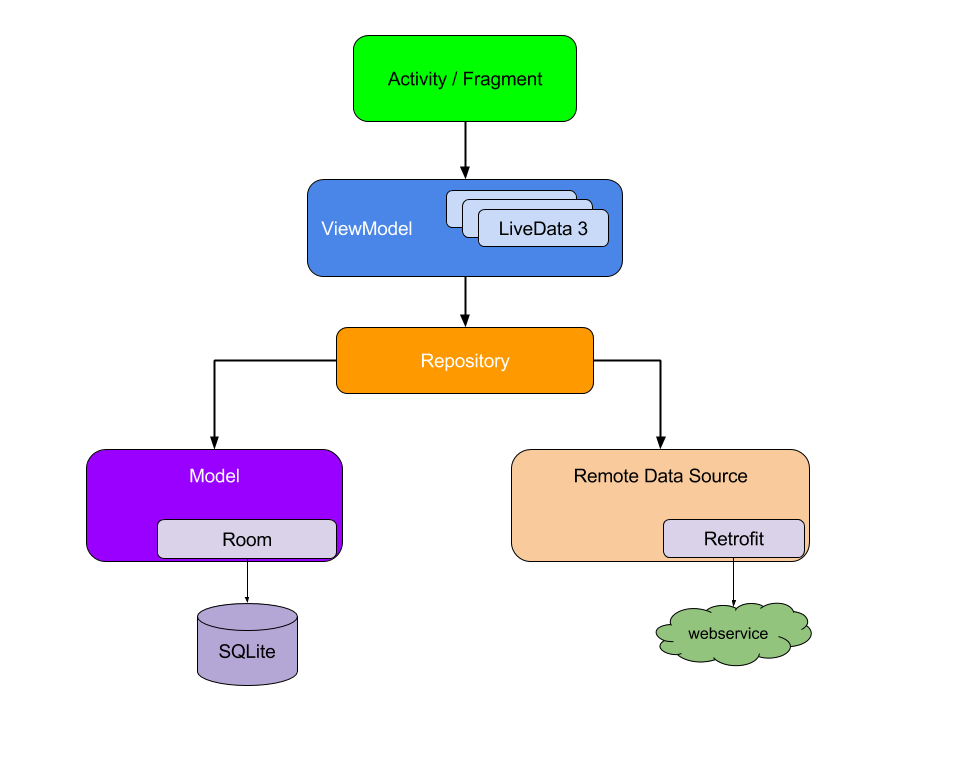 Activity / Fragment
ViewModel
LiveData 3
Repository
Model
Remote Data Source
Room
Retrofit
SQLite
webservice